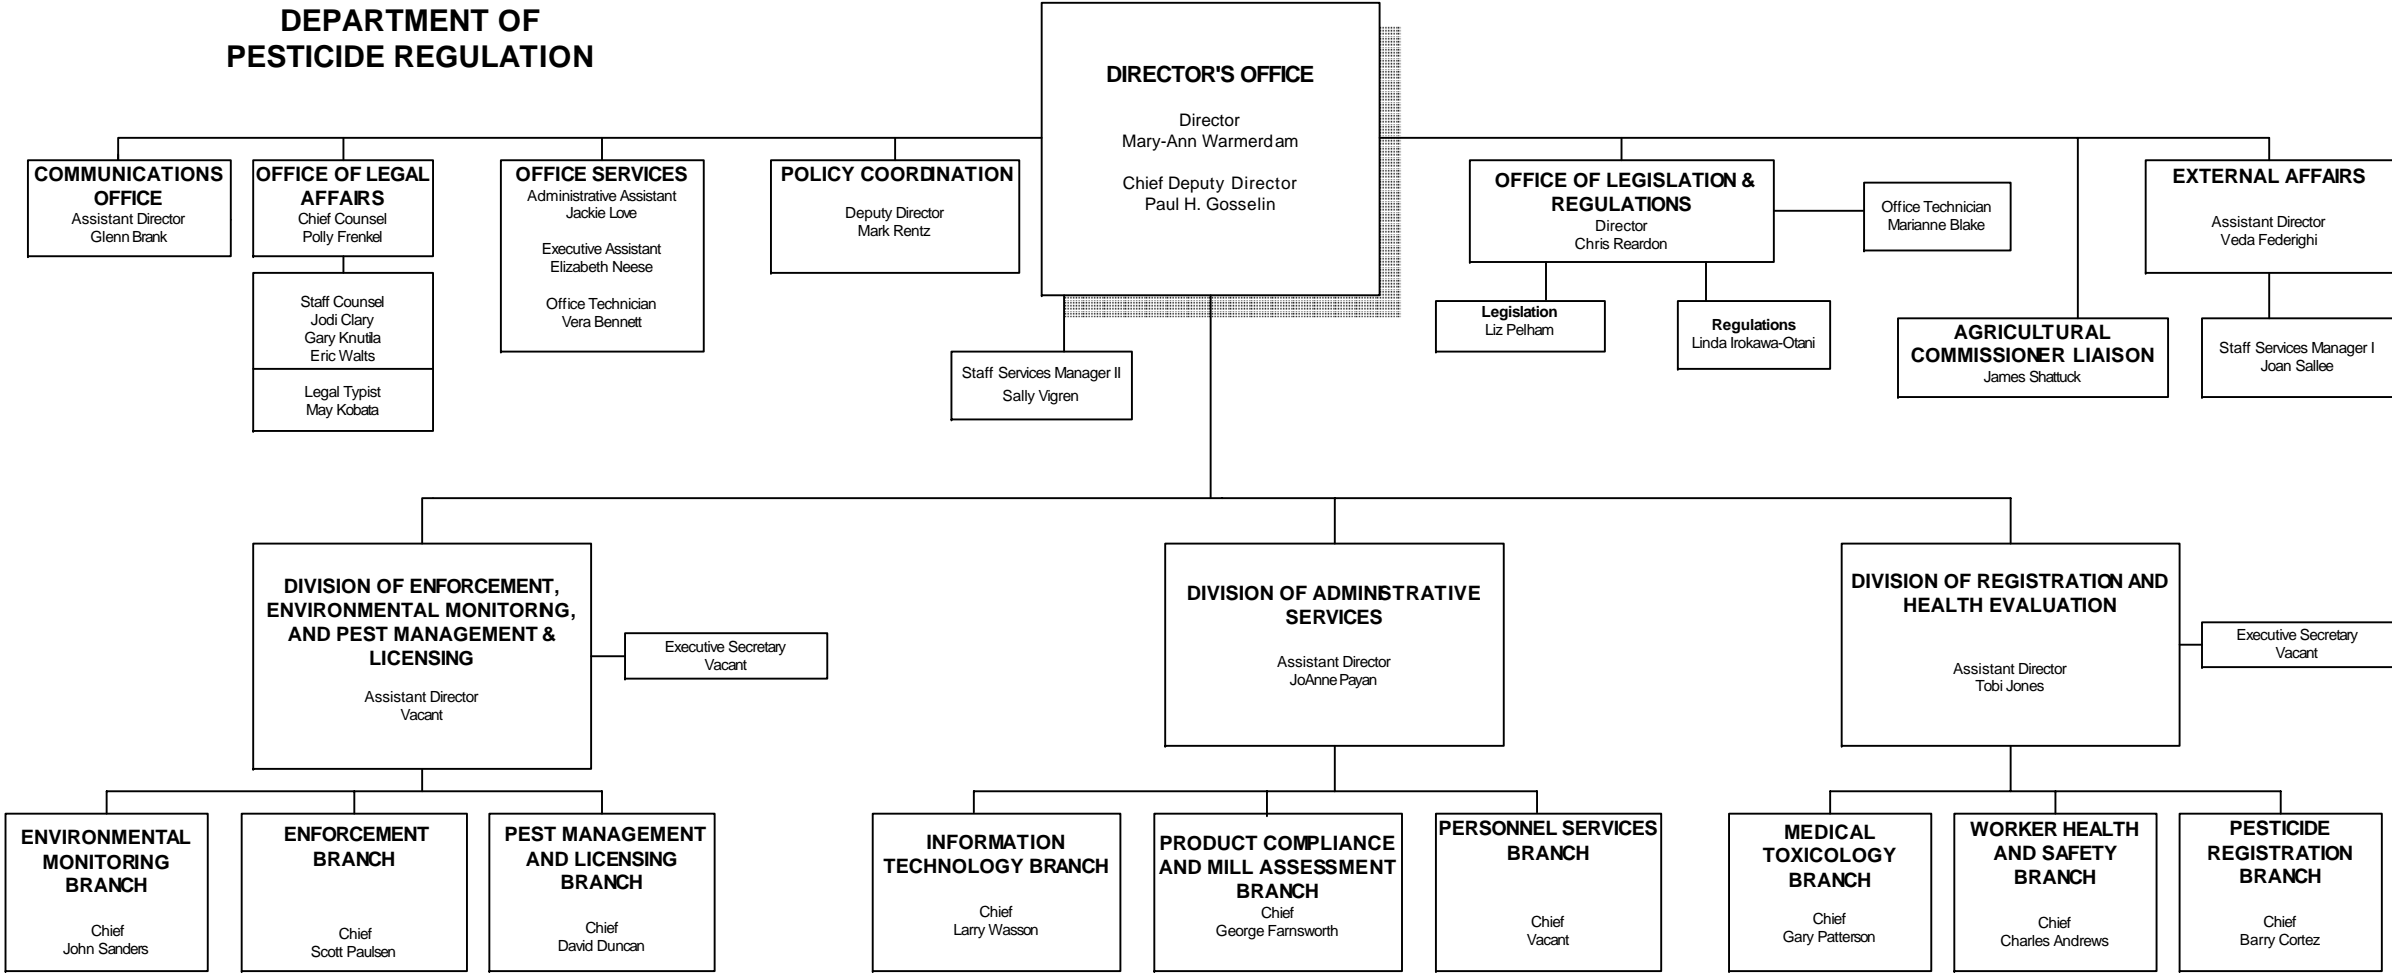 DEPARTMENT OF
PESTICIDE REGULATION
DIRECTOR'S OFFICE
Director
Mary-Ann Warmerdam
Chief Deputy Director
Paul H. Gosselin
COMMUNICATIONS
OFFICE
Assistant Director
Glenn Brank
OFFICE OF LEGAL
AFFAIRS
Chief Counsel
Polly Frenkel
Staff Counsel
Jodi Clary
Gary Knutila
Eric Walts
Legal Typist
May Kobata
OFFICE SERVICES
Administrative Assistant
Jackie Love
Executive Assistant
Elizabeth Neese
Office Technician
Vera Bennett
POLICY COORDINATION
Deputy Director
Mark Rentz
Staff Services Manager II
Sally Vigren
OFFICE OF LEGISLATION &
REGULATIONS
Director
Chris Reardon
Office Technician
Marianne Blake
Legislation
Liz Pelham
Regulations
Linda Irokawa-Otani
AGRICULTURAL
COMMISSIONER LIAISON
James Shattuck
EXTERNAL AFFAIRS
Assistant Director
Veda Federighi
Staff Services Manager I
Joan Sallee
DIVISION OF ENFORCEMENT,
ENVIRONMENTAL MONITORING,
AND PEST MANAGEMENT &
LICENSING
Assistant Director
Vacant
Executive Secretary
Vacant
DIVISION OF ADMINISTRATIVE
SERVICES
Assistant Director
JoAnne Payan
DIVISION OF REGISTRATION AND
HEALTH EVALUATION
Assistant Director
Tobi Jones
Executive Secretary
Vacant
ENVIRONMENTAL
MONITORING
BRANCH
Chief
John Sanders
ENFORCEMENT
BRANCH
Chief
Scott Paulsen
PEST MANAGEMENT
AND LICENSING
BRANCH
Chief
David Duncan
INFORMATION
TECHNOLOGY BRANCH
Chief
Larry Wasson
PRODUCT COMPLIANCE
AND MILL ASSESSMENT
BRANCH
Chief
George Farnsworth
PERSONNEL SERVICES
BRANCH
Chief
Vacant
MEDICAL
TOXICOLOGY
BRANCH
Chief
Gary Patterson
WORKER HEALTH
AND SAFETY
BRANCH
Chief
Charles Andrews
PESTICIDE
REGISTRATION
BRANCH
Chief
Barry Cortez